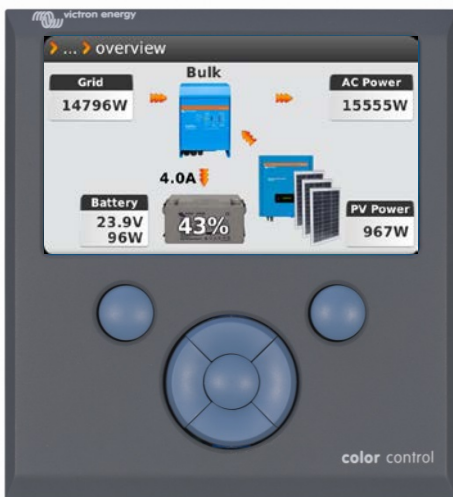 victron energy
... overview
Grid
14796W
Bulk
AC Power
15555W
4.0A
Battery
23.9V
96W
43%
PV Power
967W
color control